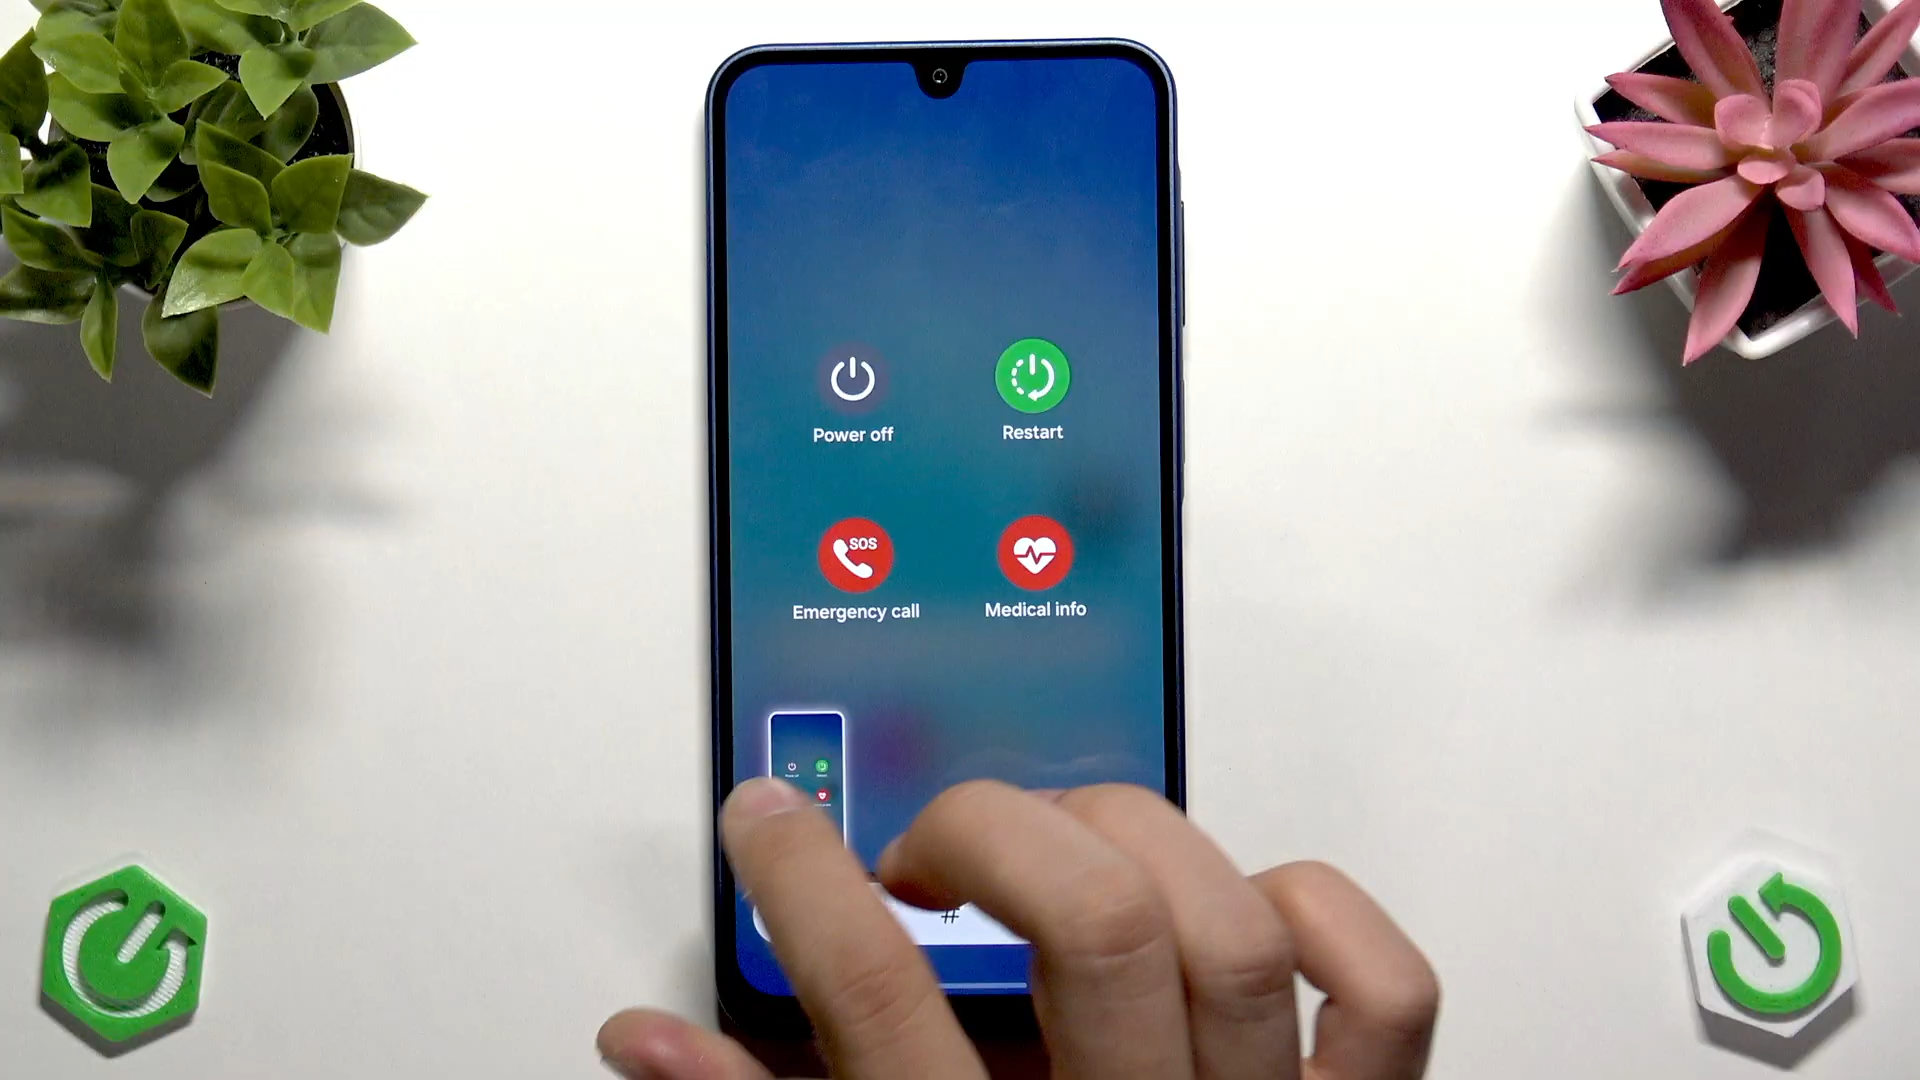 Power off
Restart
SOS
Emergency call
Medical info
#